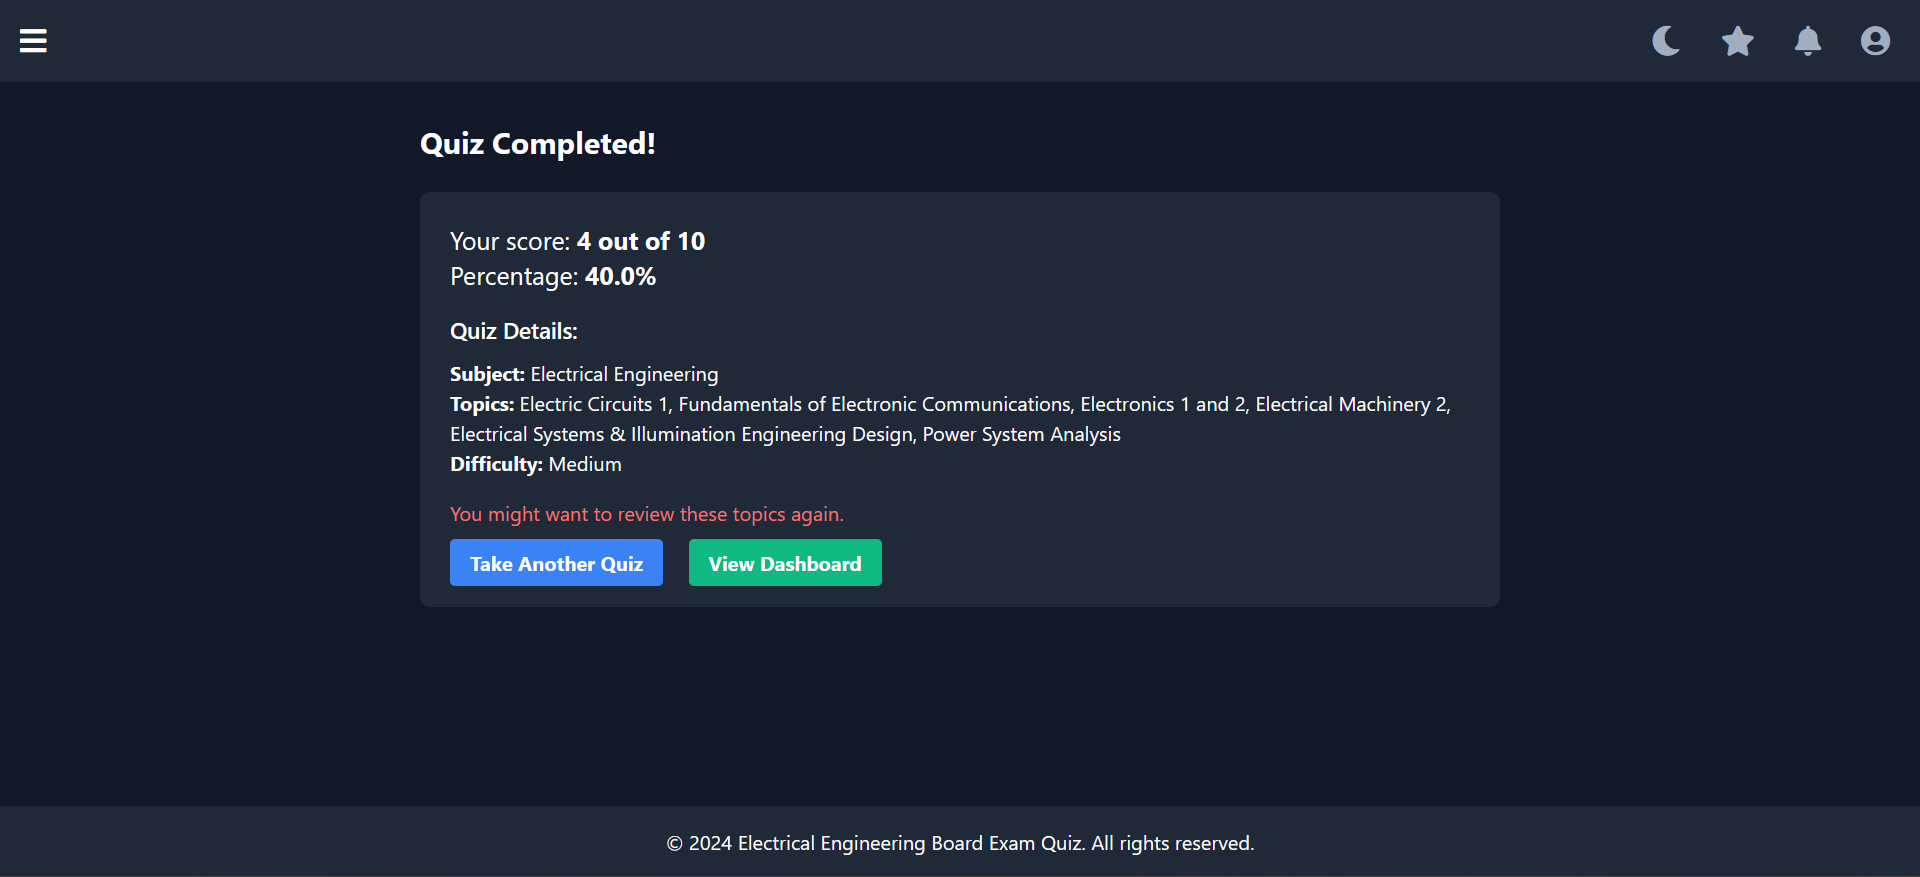 Quiz Completed!
Your score: 4 out of 10
Percentage: 40.0%
Quiz Details:
Subject: Electrical Engineering
Topics: Electric Circuits 1, Fundamentals of Electronic Communications, Electronics 1 and 2, Electrical Machinery 2,
Electrical Systems & Illumination Engineering Design, Power System Analysis
Difficulty: Medium
You might want to review these topics again.
Take Another Quiz View Dashboard
© 2024 Electrical Engineering Board Exam Quiz. All rights reserved.